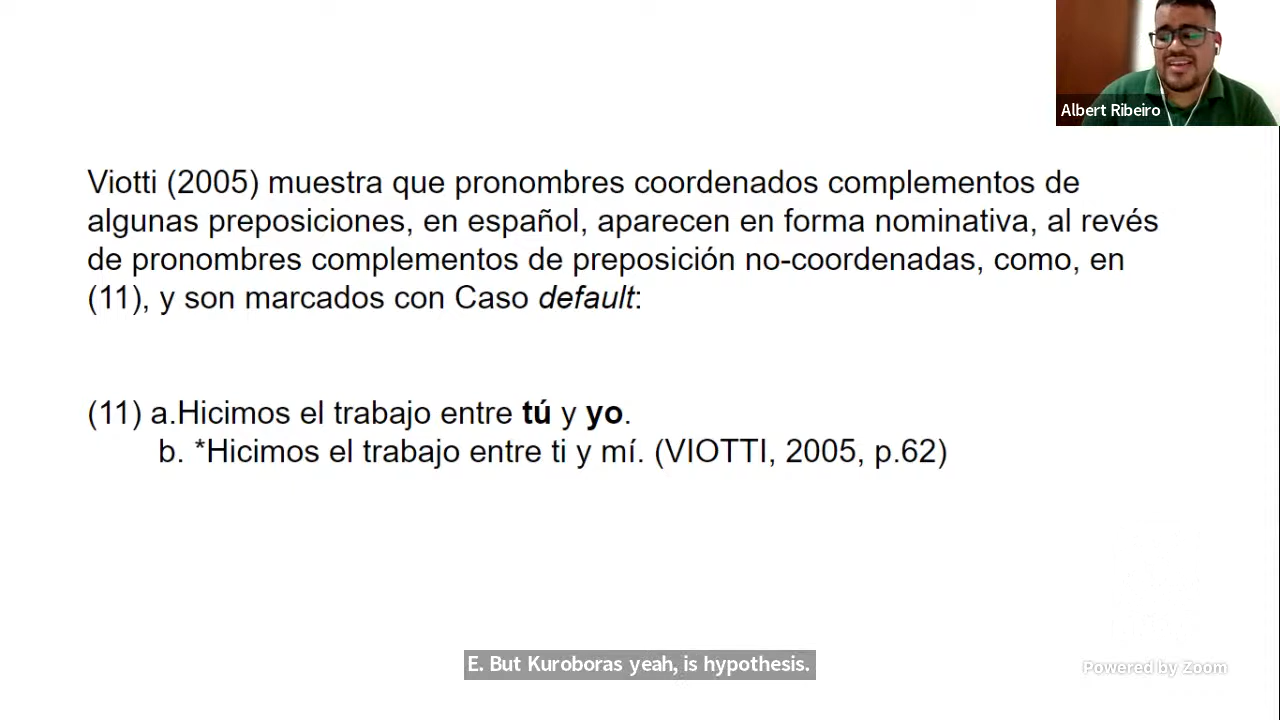 Albert Ribeiro
Viotti (2005) muestra que pronombres coordenados complementos de
algunas preposiciones, en español, aparecen en forma nominativa, al revés
de pronombres complementos de preposición no-coordenadas, como, en
(11), y son marcados con Caso default:
(11) a.Hicimos el trabajo entre tú y yo.
b. *Hicimos el trabajo entre ti y mí. (VIOTTI, 2005, p.62)
E. But Kuroboras yeah, is hypothesis.
Powered by Zoom